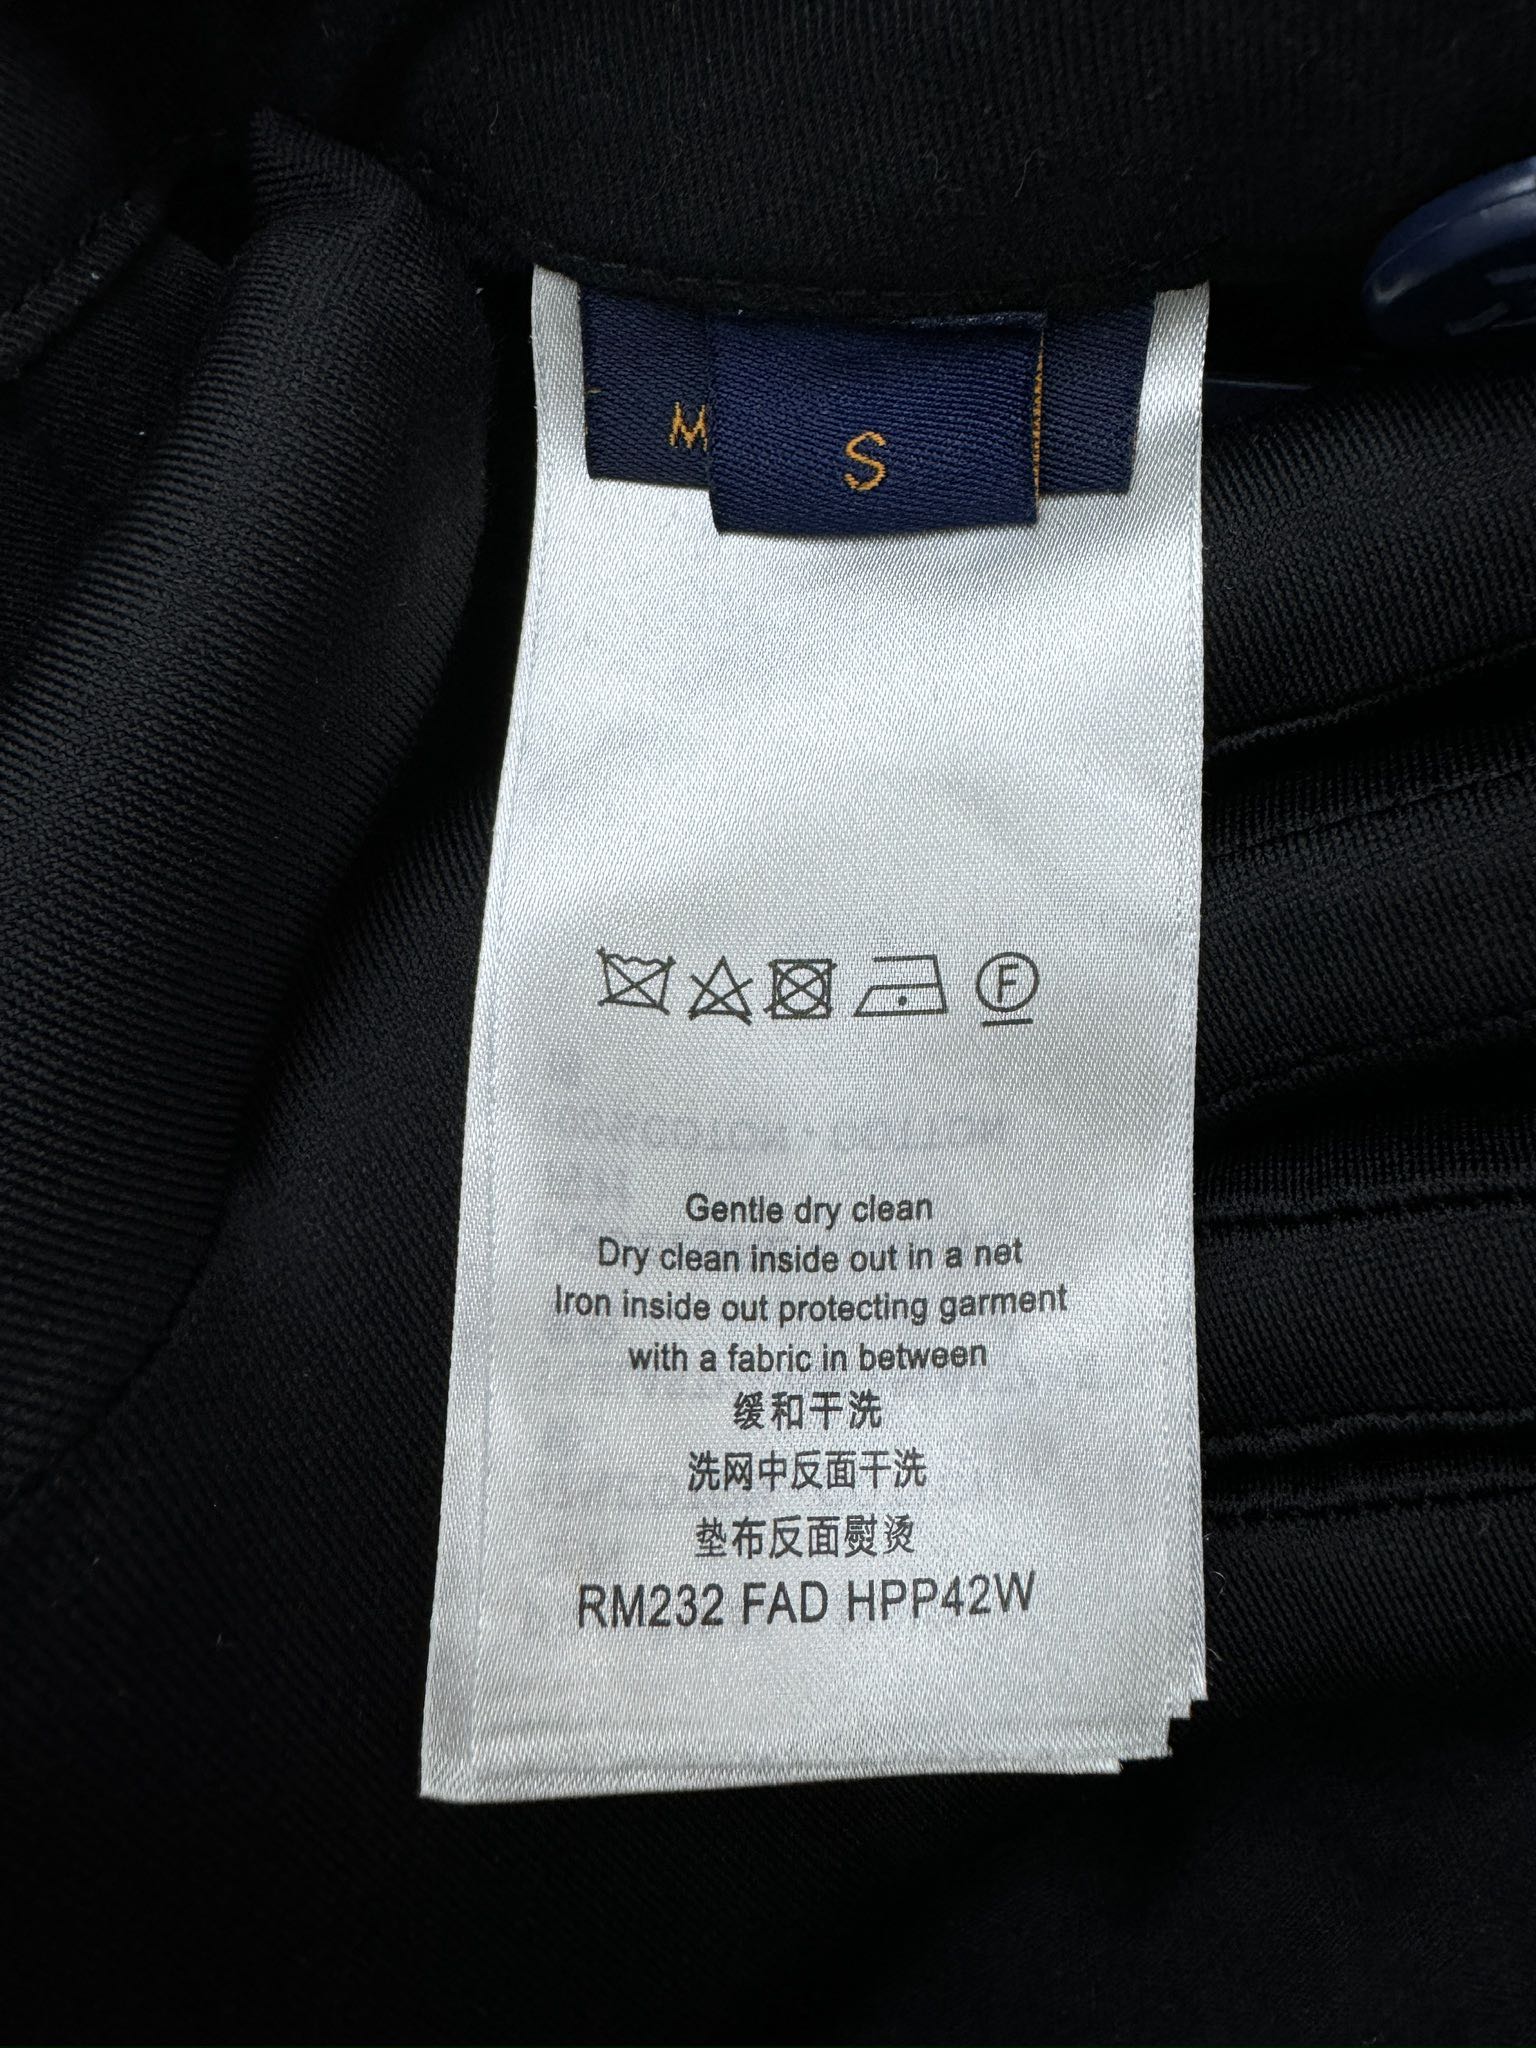 M
S
F
Gentle dry clean
Dry clean inside out in a net
Iron inside out protecting garment
with a fabric in between
缓和干洗
洗网中反面干洗
垫布反面熨烫
RM232 FAD HPP42W